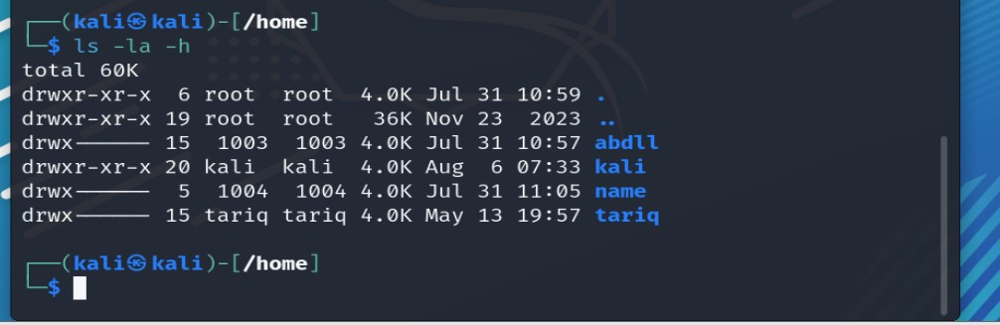 ┌──(kali㉿kali)-[/home]
└─$ ls -la -h
total 60K
drwxr-xr-x  6 root  root  4.0K Jul 31 10:59 .
drwxr-xr-x 19 root  root   36K Nov 23  2023 ..
drwx------ 15  1003  1003 4.0K Jul 31 10:57 abdll
drwxr-xr-x 20 kali  kali  4.0K Aug  6 07:33 kali
drwx------  5  1004  1004 4.0K Jul 31 11:05 name
drwx------ 15 tariq tariq 4.0K May 13 19:57 tariq
┌──(kali㉿kali)-[/home]
└─$